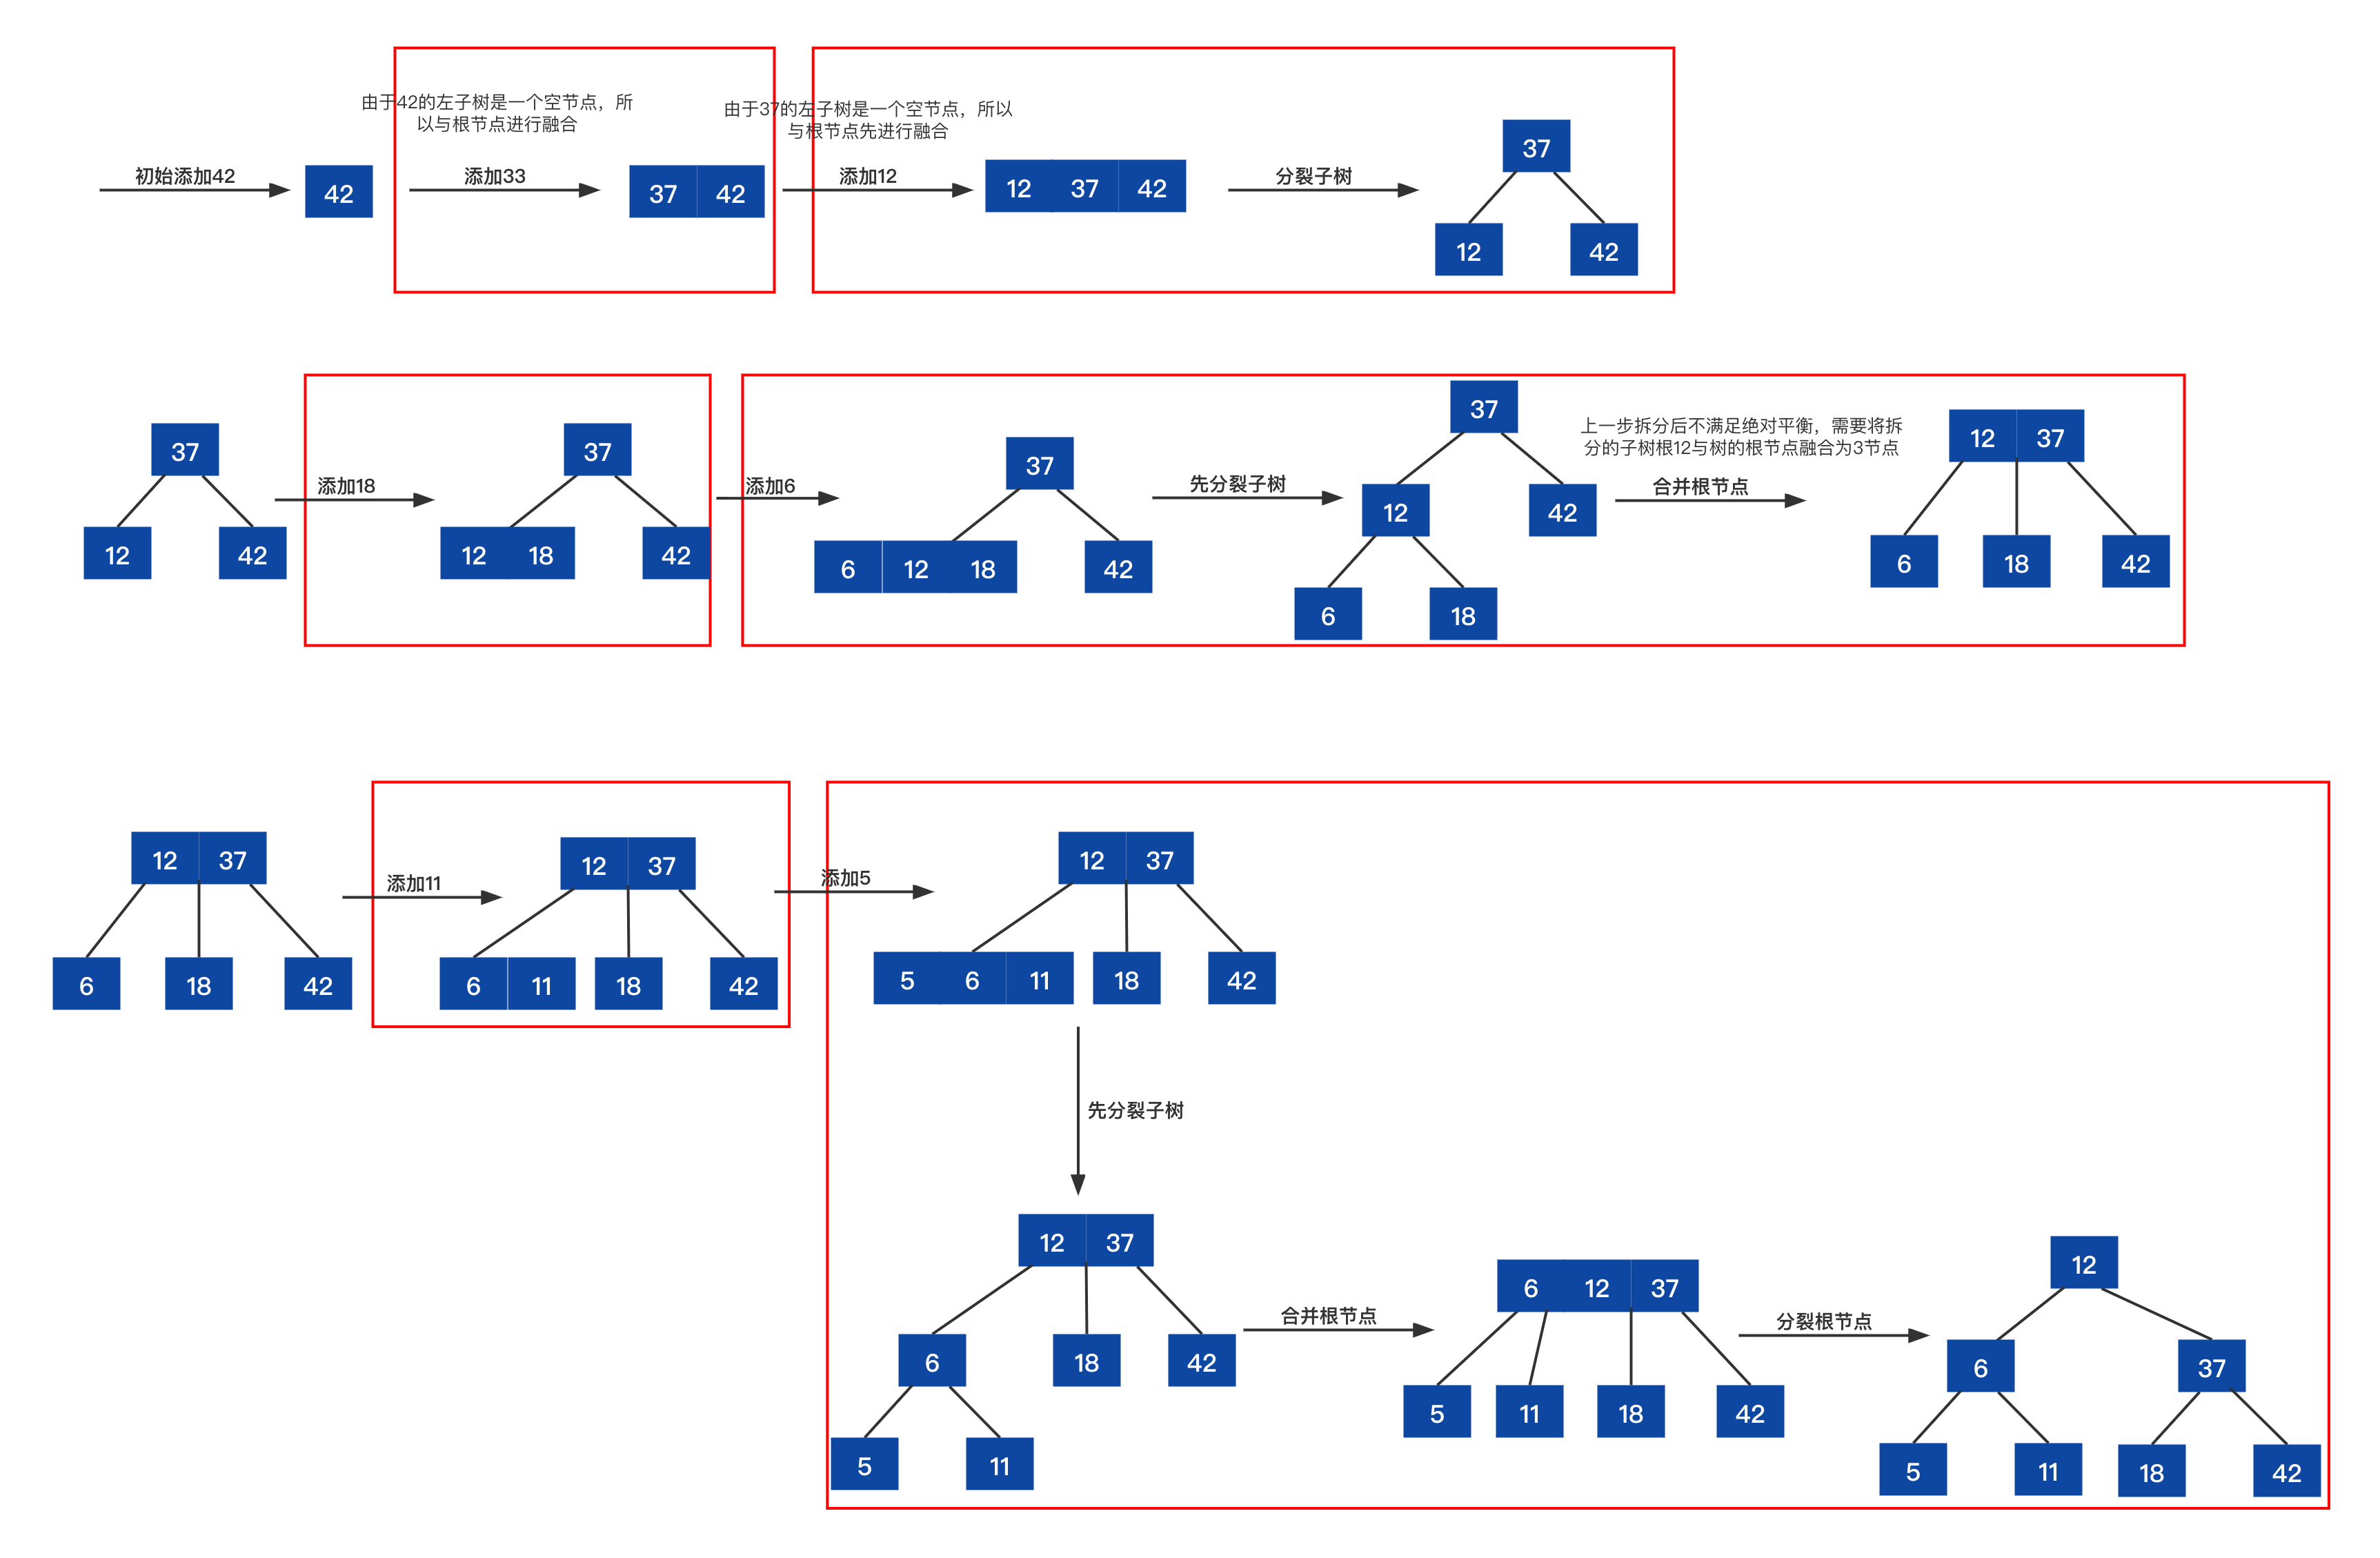 由于42的左子树是一个空节点，所
以与根节点进行融合
由于37的左子树是一个空节点，所以
与根节点先进行融合
初始添加42
42
添加33
37 42
添加12
12 37 42
分裂子树
37
12 42
37
12 42
添加18
37
12 18 42
添加6
37
6 12 18 42
先分裂子树
37
12 42
6 18
上一步拆分后不满足绝对平衡，需要将拆
分的子树根12与树的根节点融合为3节点
合并根节点
12 37
6 18 42
12 37
6 18 42
添加11
12 37
6 11 18 42
添加5
12 37
5 6 11 18 42
先分裂子树
12 37
6 18 42
5 11
合并根节点
6 12 37
5 11 18 42
分裂根节点
12
6 37
5 11 18 42